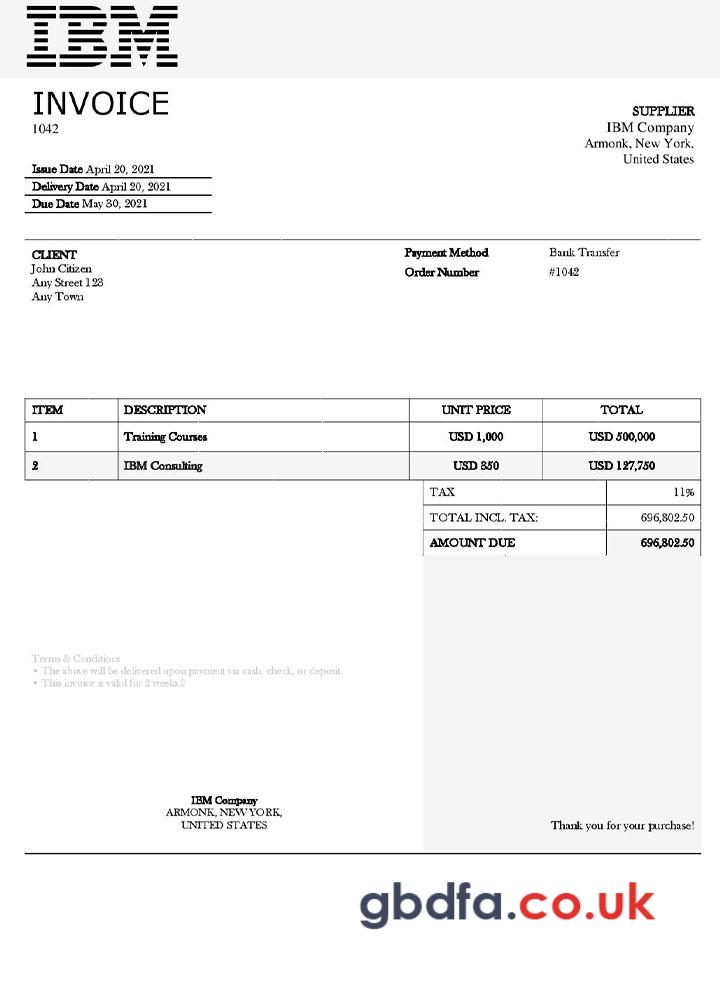 IBM
INVOICE
1042
SUPPLIER
IBM Company
Armonk, New York,
United States
Issue Date April 20, 2021
Delivery Date April 20, 2021
Due Date May 30, 2021
CLIENT
John Citizen
Any Street 123
Any Town
Payment Method Bank Transfer
Order Number #1042
ITEM DESCRIPTION UNIT PRICE TOTAL
1 Training Courses USD 1,000 USD 500,000
2 IBM Consulting USD 850 USD 127,750
TAX 11%
TOTAL INCL. TAX: 696,802.50
AMOUNT DUE 696,802.50
Terms & Conditions
• The above will be delivered upon payment via cash, check, or deposit.
• This invoice is valid for 2 weeks.
IBM Company
ARMONK, NEW YORK,
UNITED STATES
Thank you for your purchase!
gbdfa.co.uk